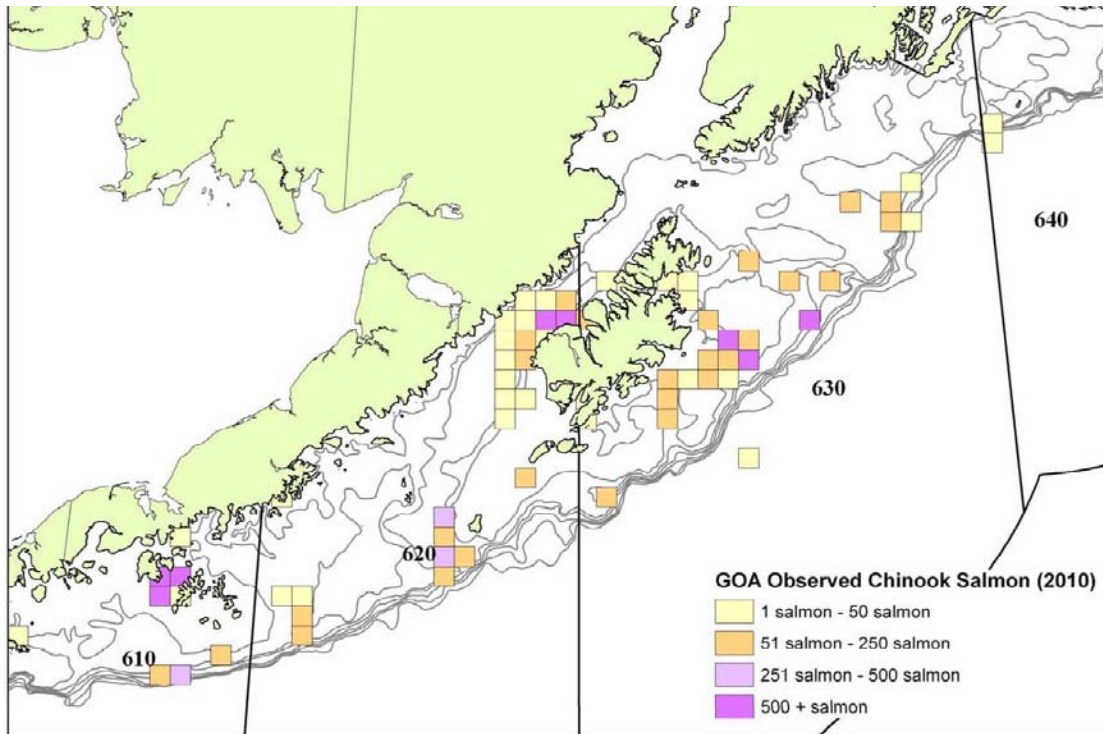 640
630
620
610
GOA Observed Chinook Salmon (2010)
1 salmon - 50 salmon
51 salmon - 250 salmon
251 salmon - 500 salmon
500 + salmon